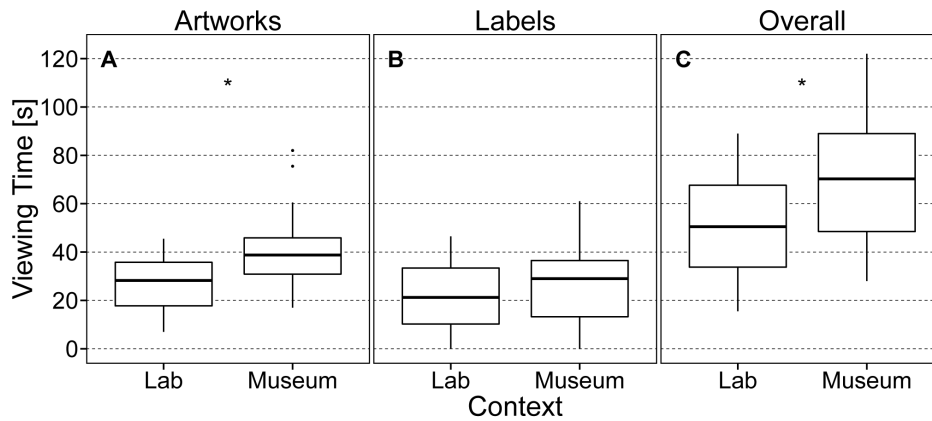 Artworks Labels Overall
A B C
* *
Viewing Time [s]
120
100
80
60
40
20
0
Lab Museum Lab Museum Lab Museum
Context